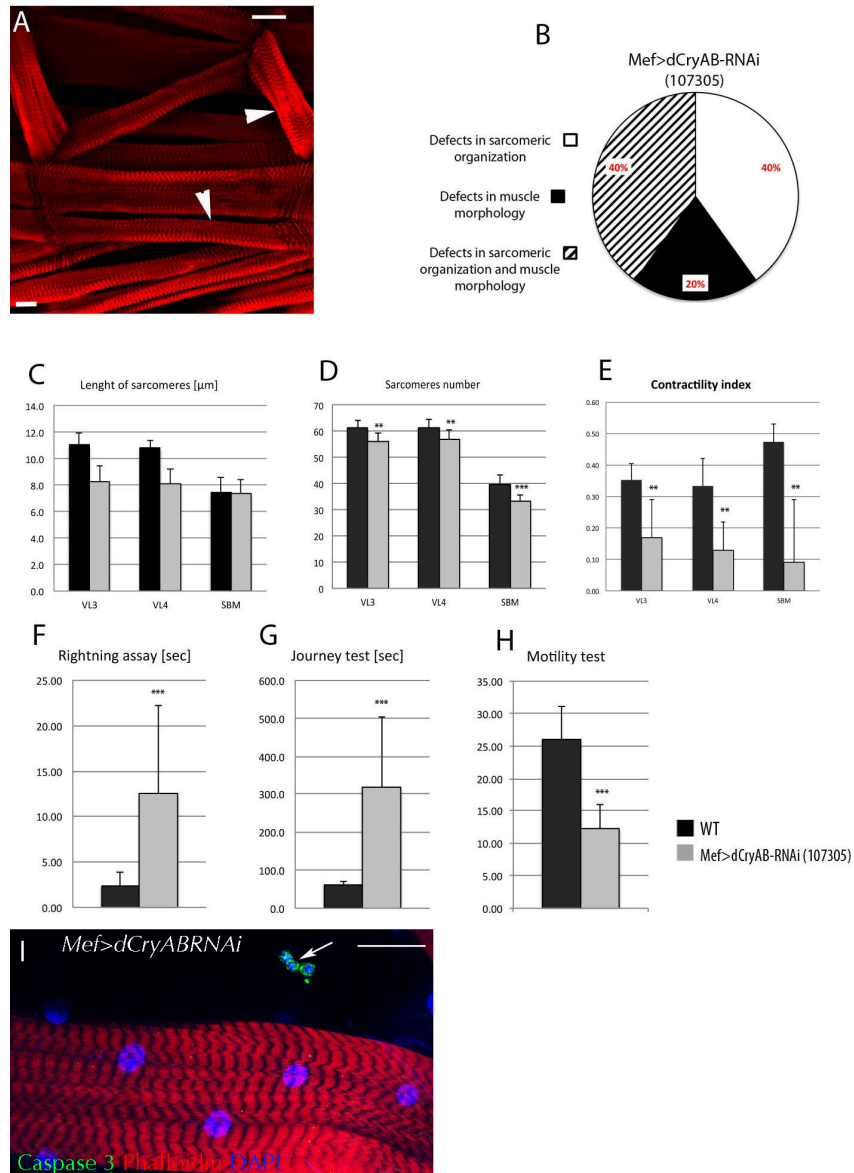 A
B
Mef>dCryAB-RNAi
(107305)
Defects in sarcomeric
organization
Defects in muscle
morphology
Defects in sarcomeric
organization and muscle
morphology
40%
40%
20%
C
Lenght of sarcomeres [µm]
14.0
12.0
10.0
8.0
6.0
4.0
2.0
0.0
VL3 VL4 SBM
D
Sarcomeres number
70
60
50
40
30
20
10
0
** ** ***
VL3 VL4 SBM
E
Contractility index
0.60
0.50
0.40
0.30
0.20
0.10
0.00
** ** **
VL3 VL4 SBM
F
Rightning assay [sec]
25.00
20.00
15.00
10.00
5.00
0.00
***
G
Journey test [sec]
600.0
500.0
400.0
300.0
200.0
100.0
0.0
***
H
Motility test
35.00
30.00
25.00
20.00
15.00
10.00
5.00
0.00
***
WT
Mef>dCryAB-RNAi (107305)
I
Mef>dCryABRNAi
Caspase 3 Phalloidin DAPI